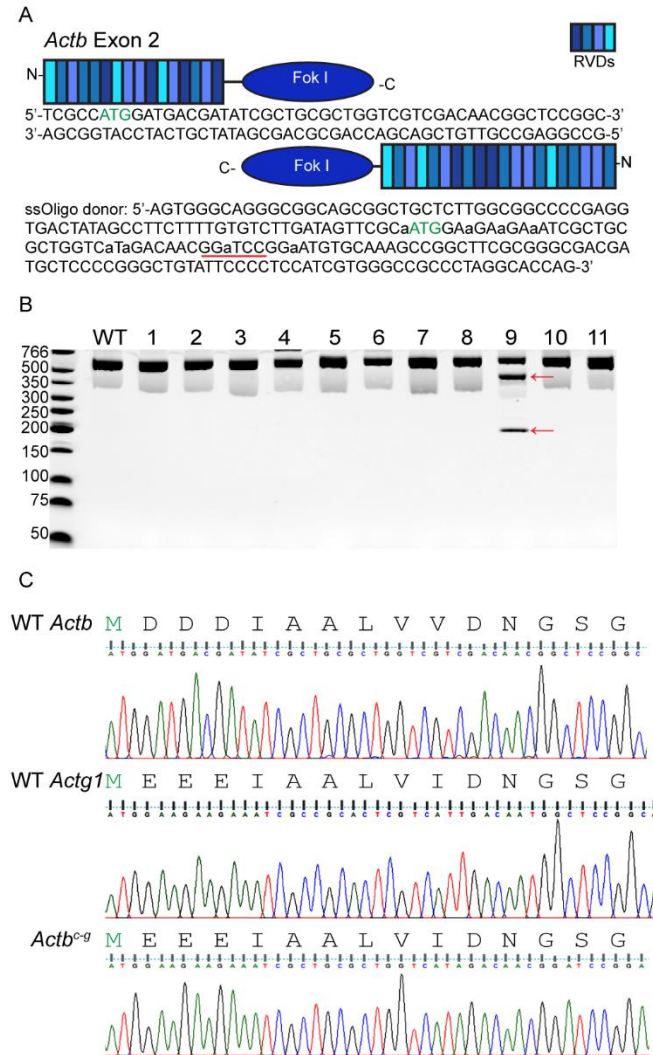 A
Actb Exon 2
RVDs
N-
Fok I
-C
5'-TCGCCATGGATGACGATATCGCTGCGCTGGTCGTCGACAACGGCTCCGGC-3'
3'-AGCGGTACCTACTGCTATAGCGACGCGACCAGCAGCTGTTGCCGAGGCCG-5'
C-
Fok I
-N
ssOligo donor: 5'-AGTGGGCAGGGCGGCAGCGGCTGCTCTTGGCGGCCCCGAGG
TGACTATAGCCTTCTTTTGTGTCTTGATAGTTCGCaATGGAaGAaGAaATCGCTGC
GCTGGTCaTaGACAACGGaTCCGGaATGTGCAAAGCCGGCTTCGCGGGCGACGA
TGCTCCCCGGGCTGTATTCCCCTCCATCGTGGGCCGCCCTAGGCACCAG-3'
B
WT 1 2 3 4 5 6 7 8 9 10 11
766
500
350
300
250
200
150
100
75
50
C
WT Actb M D D D I A A L V V D N G S G
ATGGATGACGATATCGCTGCGCTGGTCGTCGACAACGGCTCCGGC
WT Actg1 M E E E I A A L V I D N G S G
ATGGAAGAAGAAATCGCCGCACTCGTCATTGACAATGGCTCCGGCA
Actbc-g M E E E I A A L V I D N G S G
ATGGAAGAAGAAATCGCTGCGCTGGTCATAGACAACGGATCCGGA